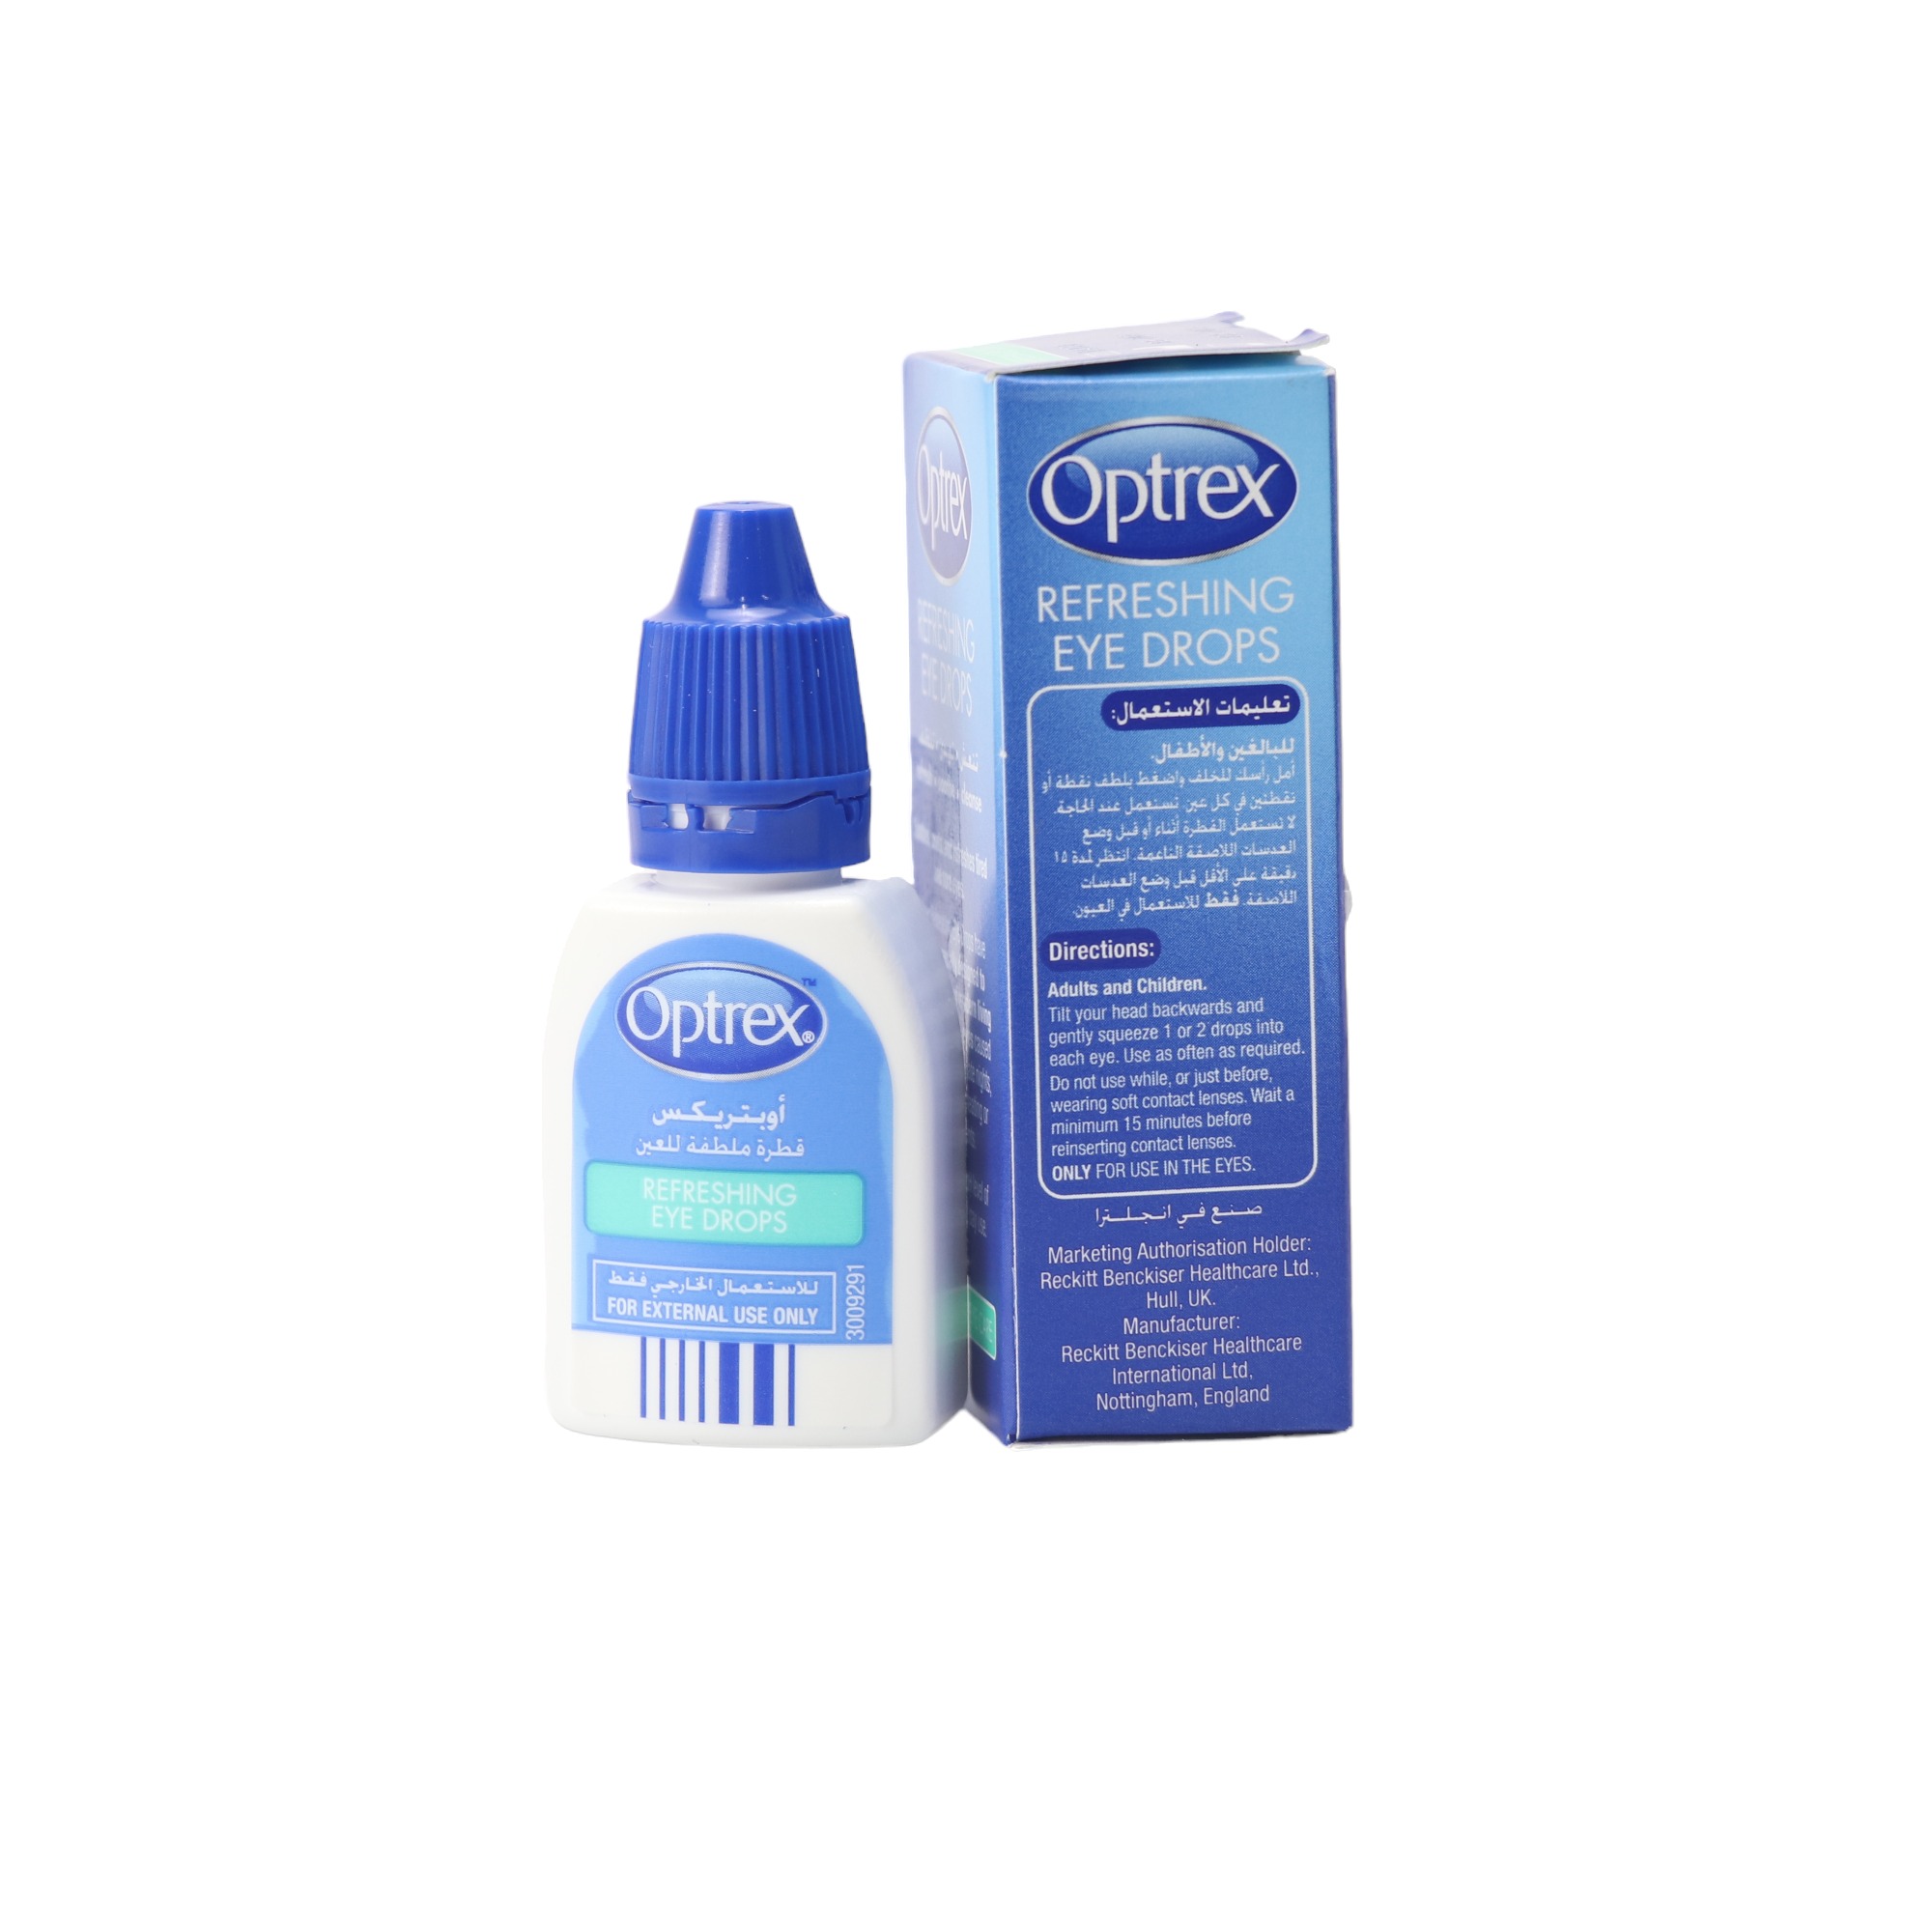 Optrex
™
®
أوبتريكس
قطرة ملطفة للعين
REFRESHING
EYE DROPS
للاستعمال الخارجي فقط
FOR EXTERNAL USE ONLY
3009291
Optrex
REFRESHING
EYE DROPS
Optrex
REFRESHING
EYE DROPS
تعليمات الاستعمال:
للبالغين والأطفال.
أمل رأسك للخلف واضغط بلطف نقطة أو
نقطتين في كل عين. تستعمل عند الحاجة.
لا تستعمل القطرة أثناء أو قبل وضع
العدسات اللاصقة الناعمة. انتظر لمدة ١٥
دقيقة على الأقل قبل وضع العدسات
اللاصقة. فقط للاستعمال في العيون.
Directions:
Adults and Children.
Tilt your head backwards and
gently squeeze 1 or 2 drops into
each eye. Use as often as required.
Do not use while, or just before,
wearing soft contact lenses. Wait a
minimum 15 minutes before
reinserting contact lenses.
ONLY FOR USE IN THE EYES.
صنع في انجلترا
Marketing Authorisation Holder:
Reckitt Benckiser Healthcare Ltd.,
Hull, UK.
Manufacturer:
Reckitt Benckiser Healthcare
International Ltd,
Nottingham, England